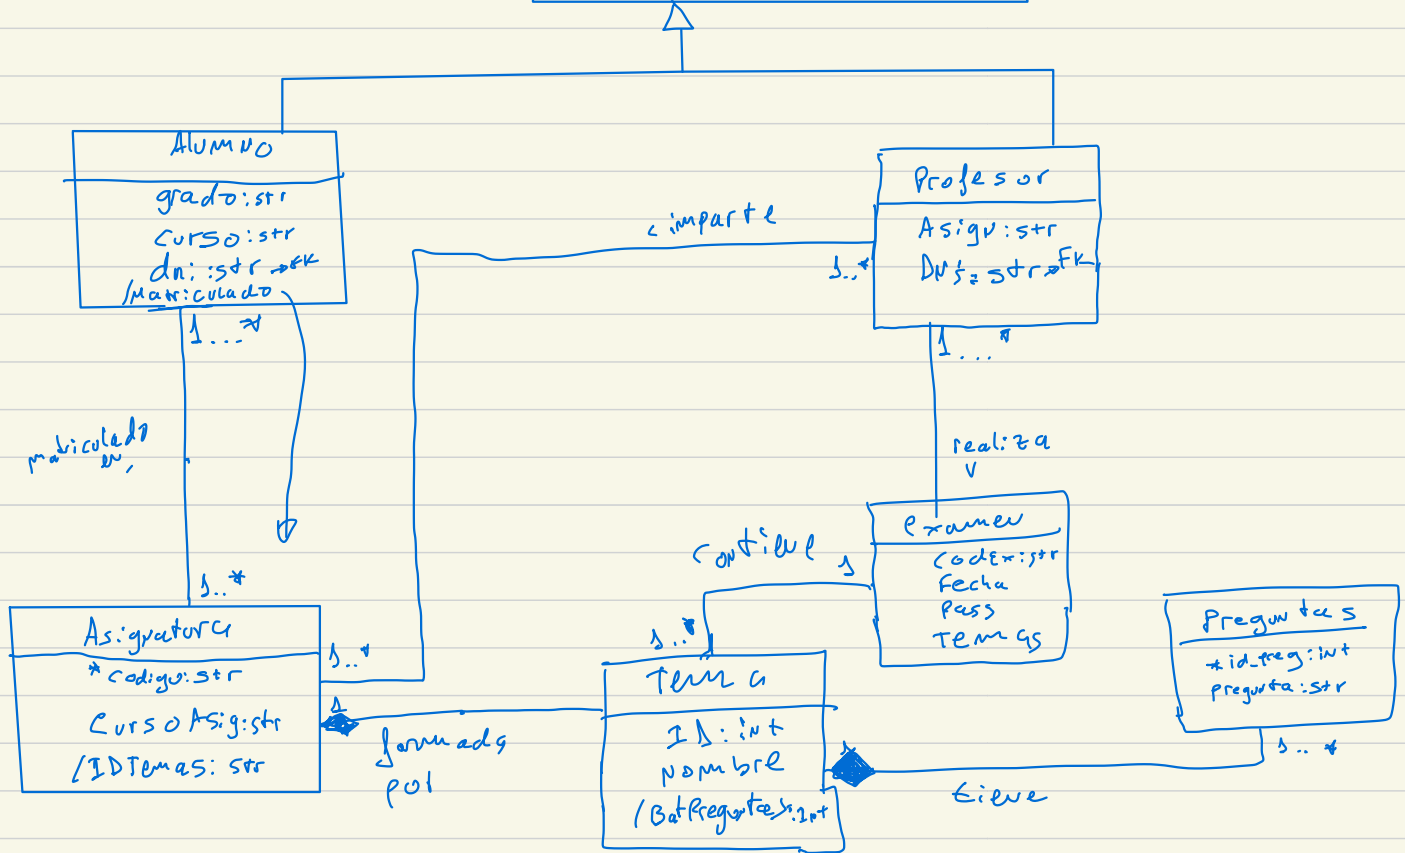 Alumno
grado:str
curso:str
dni:str → FK
/Matriculado
1...*
matriculado
en
1..*
Asignatura
*codigo:str
CursoAsig:str
/IDTemas: str
1..*
1
formada
por
imparte
1..*
Profesor
Asign:str
DNI: str → FK
1...*
realiza
examen
CodEx:str
Fecha
Pass
Temas
contiene
1
1..*
Tema
ID: int
Nombre
/BatPreguntas:Int
1
tiene
Preguntas
*id_preg:int
pregunta:str
1..*